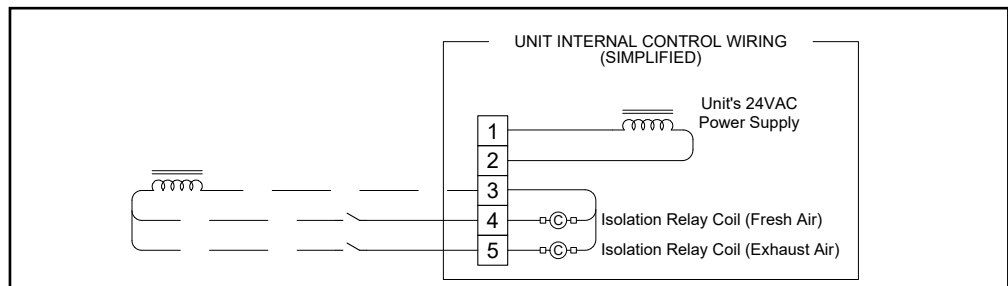 UNIT INTERNAL CONTROL WIRING
(SIMPLIFIED)
Unit's 24VAC
Power Supply
1
2
3
4 C Isolation Relay Coil (Fresh Air)
5 C Isolation Relay Coil (Exhaust Air)